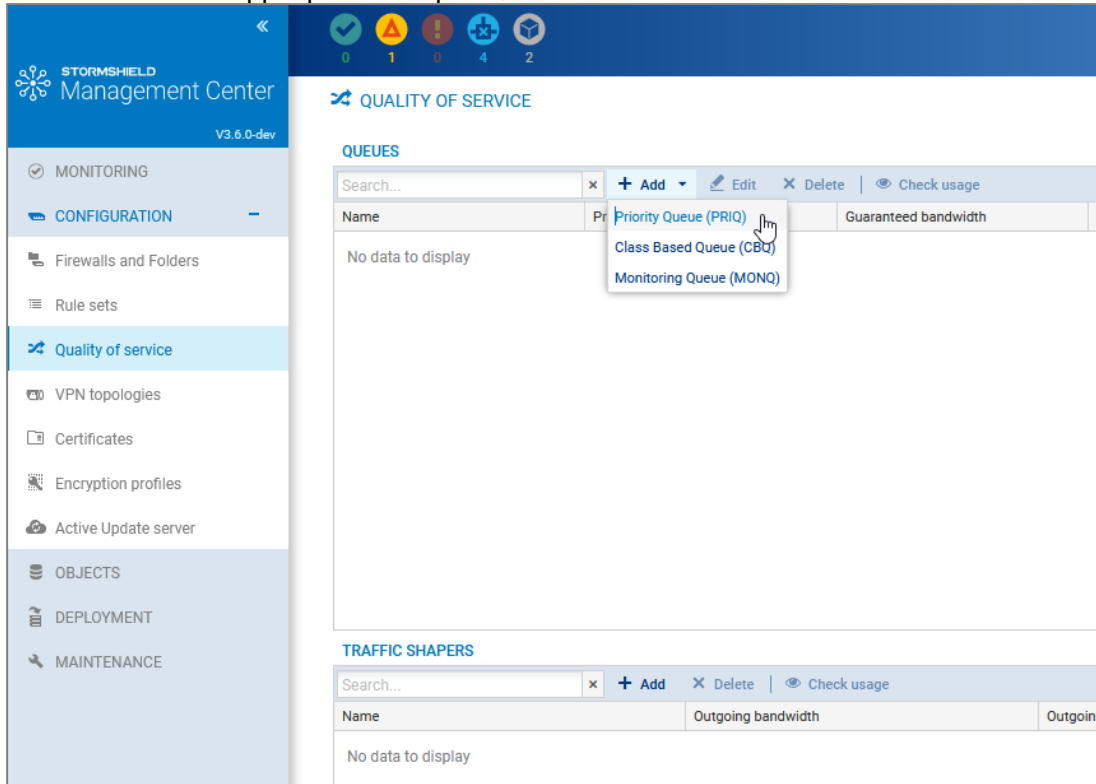 «
0 1 0 4 2
STORMSHIELD
Management Center
V3.6.0-dev
MONITORING
CONFIGURATION –
Firewalls and Folders
Rule sets
Quality of service
VPN topologies
Certificates
Encryption profiles
Active Update server
OBJECTS
DEPLOYMENT
MAINTENANCE
QUALITY OF SERVICE
QUEUES
Search... × + Add Edit × Delete Check usage
Name Pr Guaranteed bandwidth
Priority Queue (PRIQ)
Class Based Queue (CBQ)
Monitoring Queue (MONQ)
No data to display
TRAFFIC SHAPERS
Search... × + Add × Delete Check usage
Name Outgoing bandwidth Outgoin
No data to display